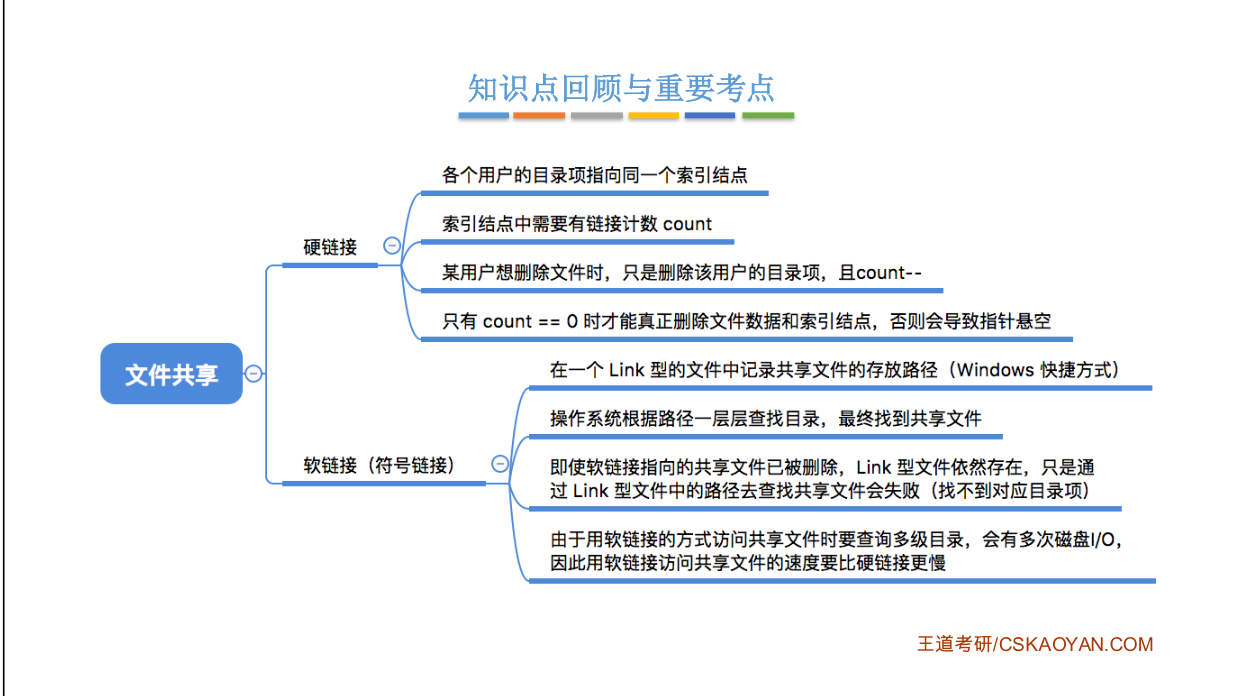 知识点回顾与重要考点
各个用户的目录项指向同一个索引结点
索引结点中需要有链接计数 count
硬链接
某用户想删除文件时，只是删除该用户的目录项，且count--
只有 count == 0 时才能真正删除文件数据和索引结点，否则会导致指针悬空
文件共享
在一个 Link 型的文件中记录共享文件的存放路径（Windows 快捷方式）
操作系统根据路径一层层查找目录，最终找到共享文件
软链接（符号链接）
即使软链接指向的共享文件已被删除，Link 型文件依然存在，只是通
过 Link 型文件中的路径去查找共享文件会失败（找不到对应目录项）
由于用软链接的方式访问共享文件时要查询多级目录，会有多次磁盘I/O，
因此用软链接访问共享文件的速度要比硬链接更慢
王道考研/CSKAOYAN.COM